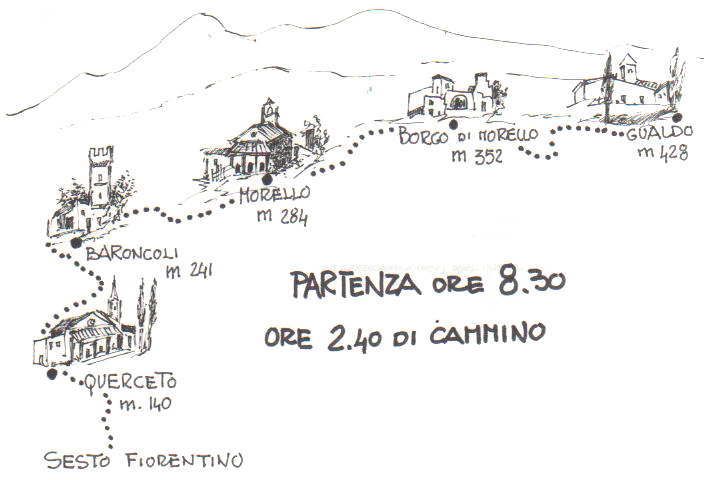 BORGO DI MORELLO
m 352
GUALDO
m 428
MORELLO
m 284
BARONCOLI
m 241
PARTENZA ORE 8.30
ORE 2.40 DI CAMMINO
QUERCETO
m. 140
SESTO FIORENTINO